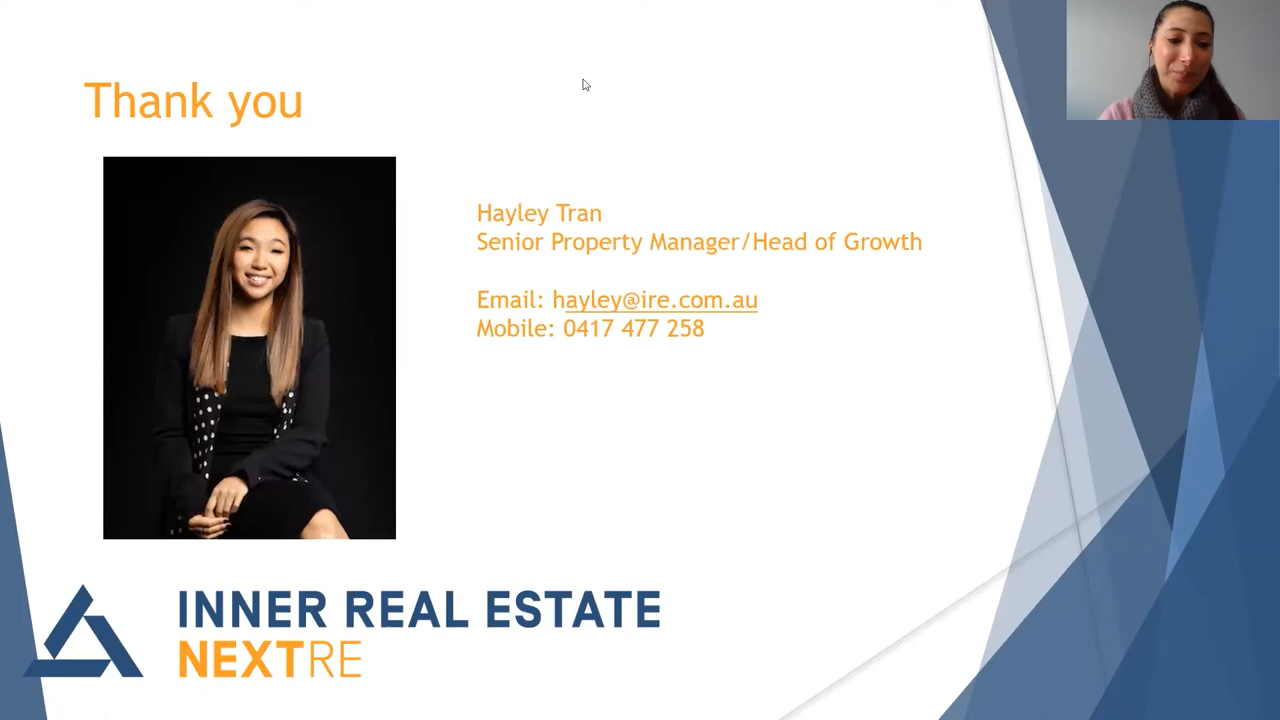 Thank you
Hayley Tran
Senior Property Manager/Head of Growth
Email: hayley@ire.com.au
Mobile: 0417 477 258
INNER REAL ESTATE
NEXTRE